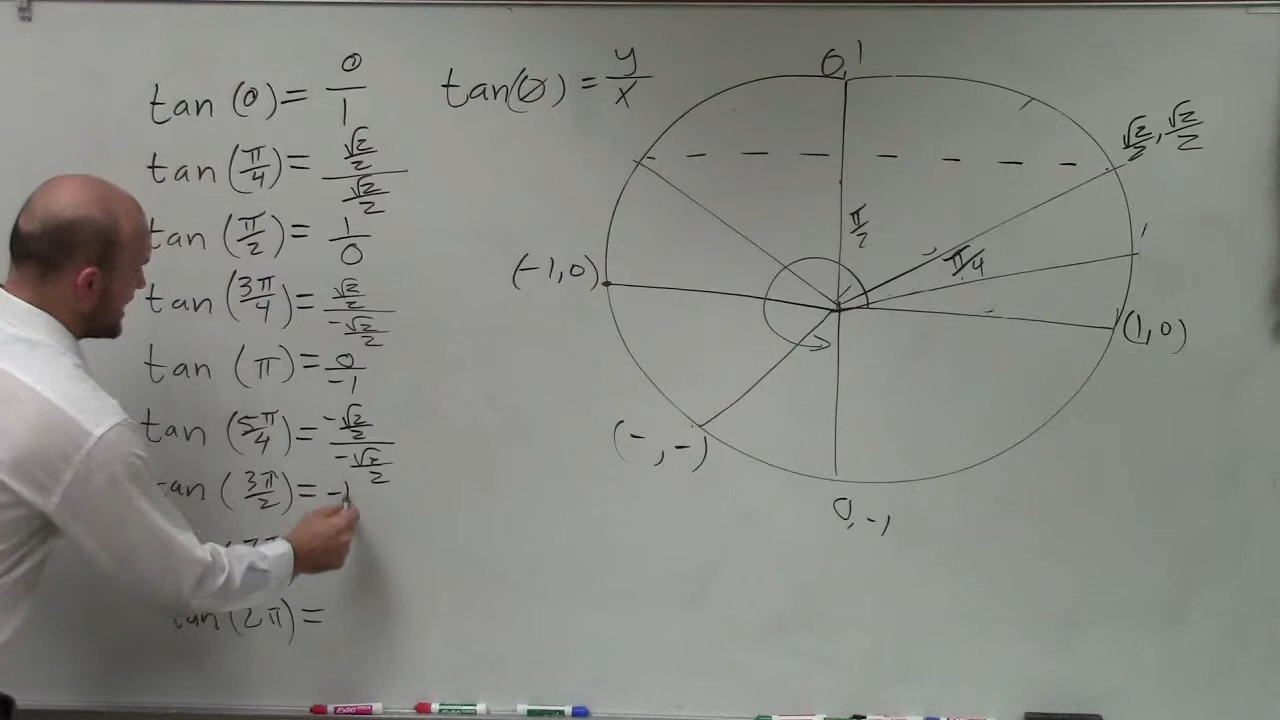 tan (0) = 0/1
tan (π/4) = √2/2 / √2/2
tan (π/2) = 1/0
tan (3π/4) = √2/2 / -√2/2
tan (π) = 0/-1
tan (5π/4) = -√2/2 / -√2/2
tan (3π/2) = -1
tan (2π) =
tan(θ) = y/x
0,1
√2/2, √2/2
π/2
π/4
(-1,0)
(1,0)
(-,-)
0,-1
EXPO